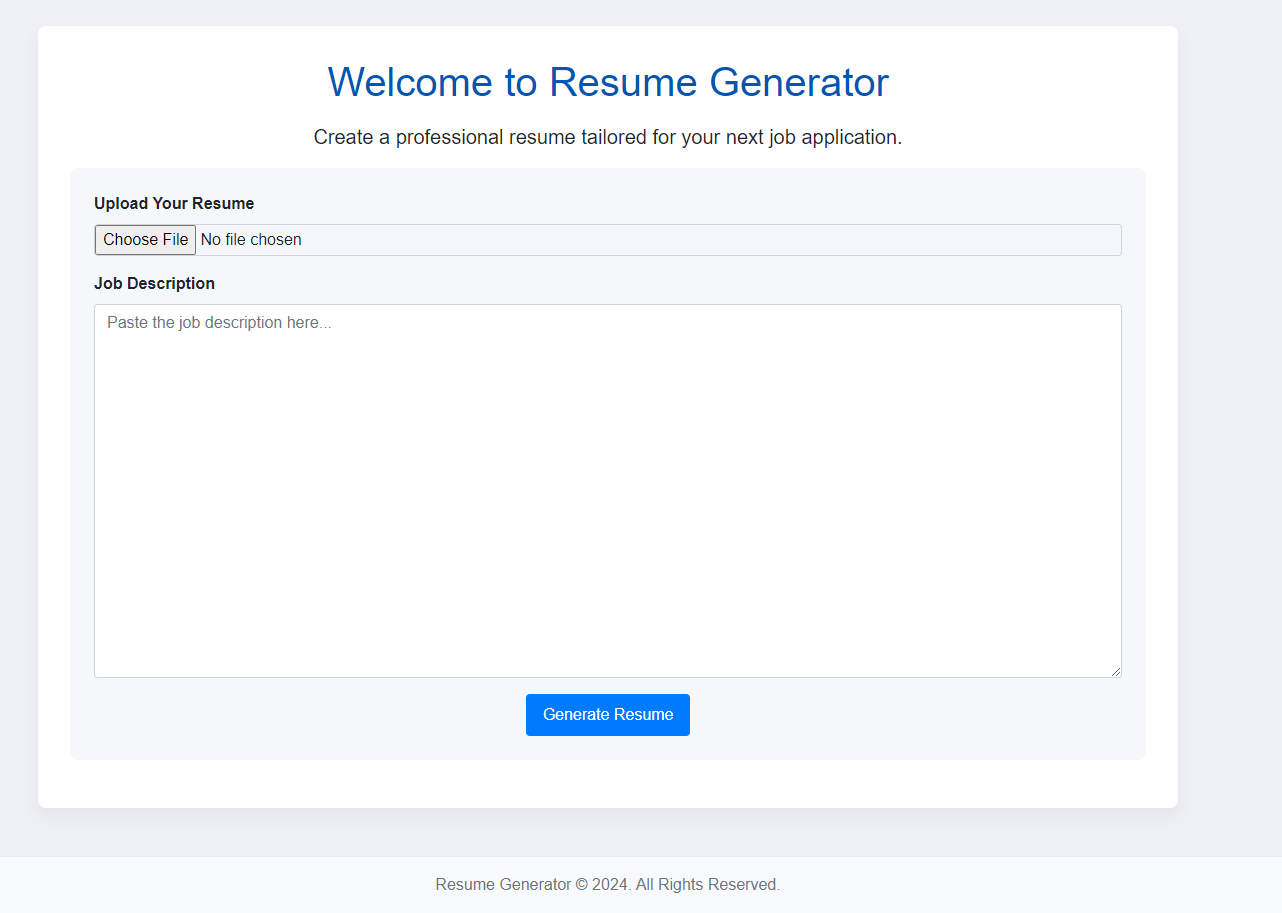 Welcome to Resume Generator
Create a professional resume tailored for your next job application.
Upload Your Resume
Choose File No file chosen
Job Description
Paste the job description here...
Generate Resume
Resume Generator © 2024. All Rights Reserved.